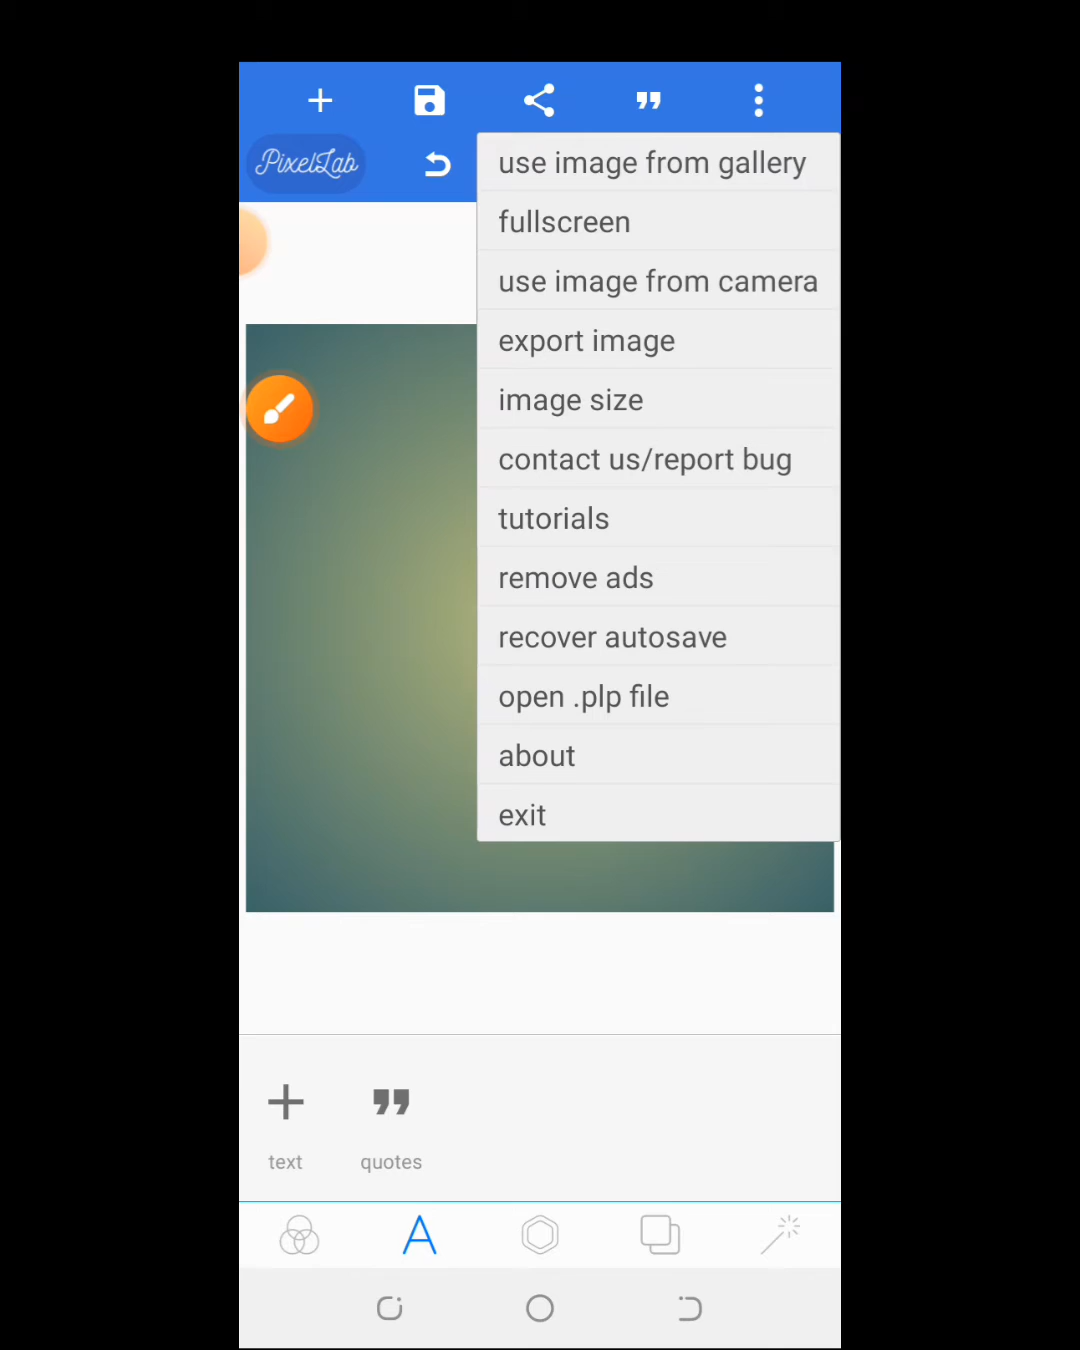 PixelLab
use image from gallery
fullscreen
use image from camera
export image
image size
contact us/report bug
tutorials
remove ads
recover autosave
open .plp file
about
exit
text
quotes